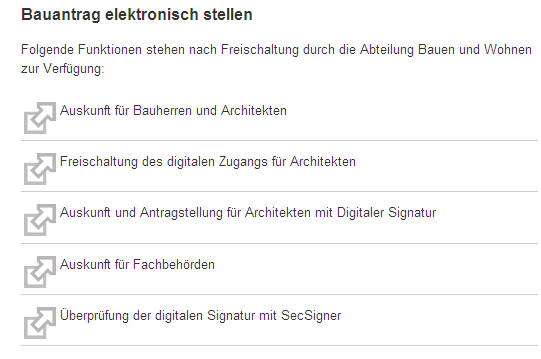 Bauantrag elektronisch stellen
Folgende Funktionen stehen nach Freischaltung durch die Abteilung Bauen und Wohnen
zur Verfügung:
Auskunft für Bauherren und Architekten
Freischaltung des digitalen Zugangs für Architekten
Auskunft und Antragstellung für Architekten mit Digitaler Signatur
Auskunft für Fachbehörden
Überprüfung der digitalen Signatur mit SecSigner